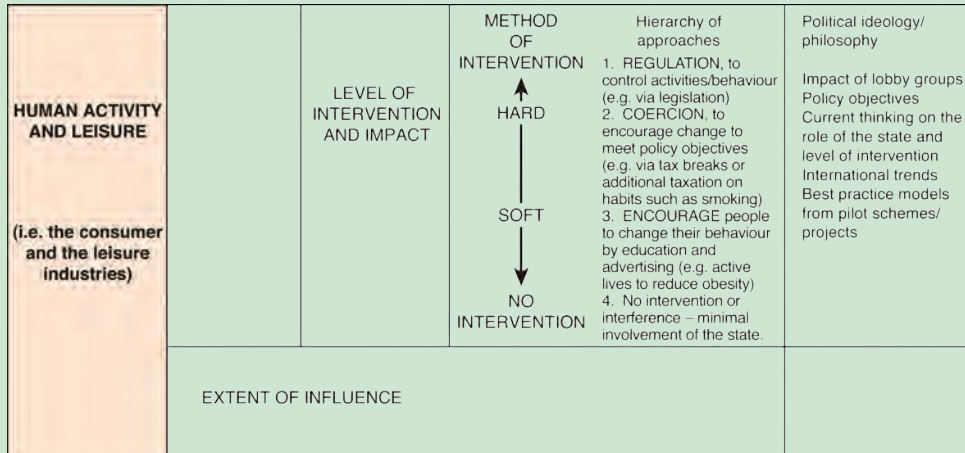 HUMAN ACTIVITY
AND LEISURE
(i.e. the consumer
and the leisure
industries)
LEVEL OF
INTERVENTION
AND IMPACT
METHOD
OF
INTERVENTION
HARD
SOFT
NO
INTERVENTION
Hierarchy of
approaches
1. REGULATION, to
control activities/behaviour
(e.g. via legislation)
2. COERCION, to
encourage change to
meet policy objectives
(e.g. via tax breaks or
additional taxation on
habits such as smoking)
3. ENCOURAGE people
to change their behaviour
by education and
advertising (e.g. active
lives to reduce obesity)
4. No intervention or
interference – minimal
involvement of the state.
Political ideology/
philosophy
Impact of lobby groups
Policy objectives
Current thinking on the
role of the state and
level of intervention
International trends
Best practice models
from pilot schemes/
projects
EXTENT OF INFLUENCE